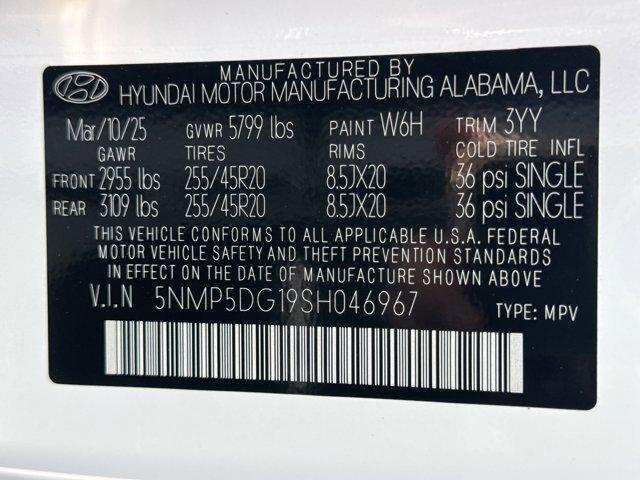 MANUFACTURED BY
HYUNDAI MOTOR MANUFACTURING ALABAMA, LLC
Mar/10/25 GVWR 5799 lbs PAINT W6H TRIM 3YY
GAWR TIRES RIMS COLD TIRE INFL
FRONT 2955 lbs 255/45R20 8.5JX20 36 psi SINGLE
REAR 3109 lbs 255/45R20 8.5JX20 36 psi SINGLE
THIS VEHICLE CONFORMS TO ALL APPLICABLE U.S.A. FEDERAL
MOTOR VEHICLE SAFETY AND THEFT PREVENTION STANDARDS
IN EFFECT ON THE DATE OF MANUFACTURE SHOWN ABOVE.
V.I.N 5NMP5DG19SH046967 TYPE: MPV